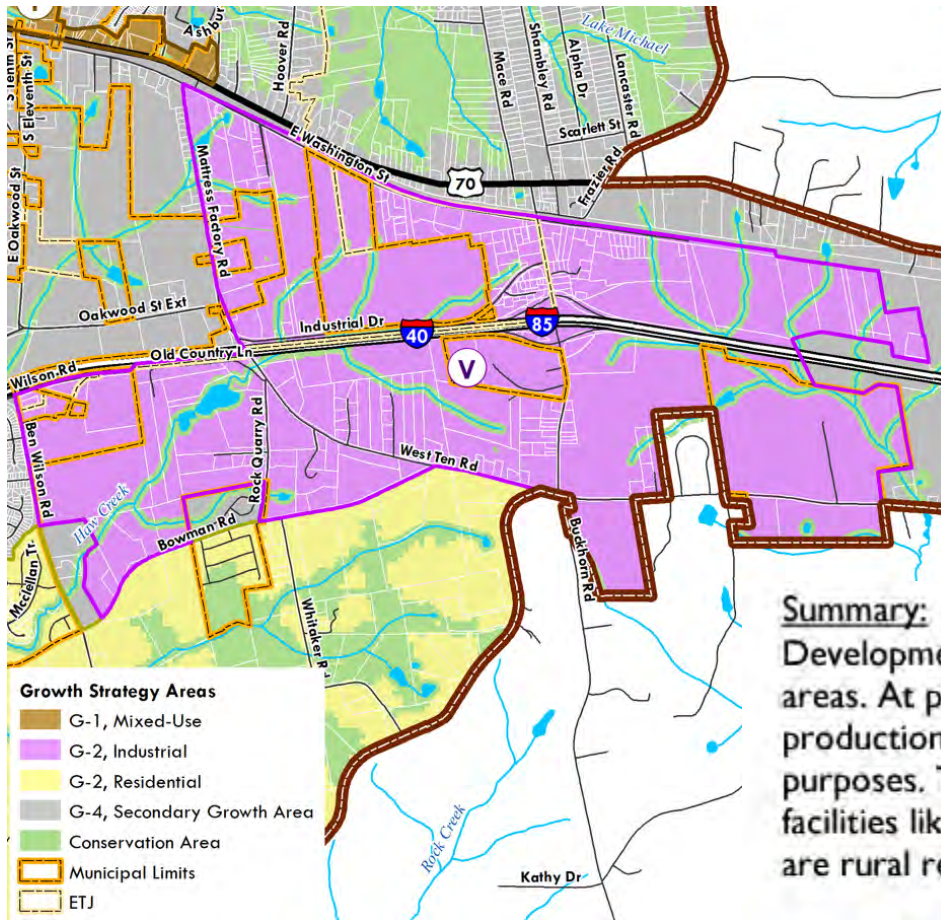 Ashbur
S Tenth St
S Eleventh St
E Oakwood St
Hoover Rd
Mace Rd
Shambley Rd
Alpha Dr
Lancaster Rd
Lake Michael
Scarlett St
Frazier Rd
E Washington St
70
Mattress Factory Rd
Oakwood St Ext
Industrial Dr
40
85
Old Country Ln
Wilson Rd
V
Ben Wilson Rd
Rock Quarry Rd
West Ten Rd
Haw Creek
Bowman Rd
Buckhorn Rd
Mcclellan Tr.
Whitaker Rd
Rock Creek
Kathy Dr
Growth Strategy Areas
G-1, Mixed-Use
G-2, Industrial
G-2, Residential
G-4, Secondary Growth Area
Conservation Area
Municipal Limits
ETJ
Summary:
Developme
areas. At p
production
purposes. T
facilities lik
are rural re